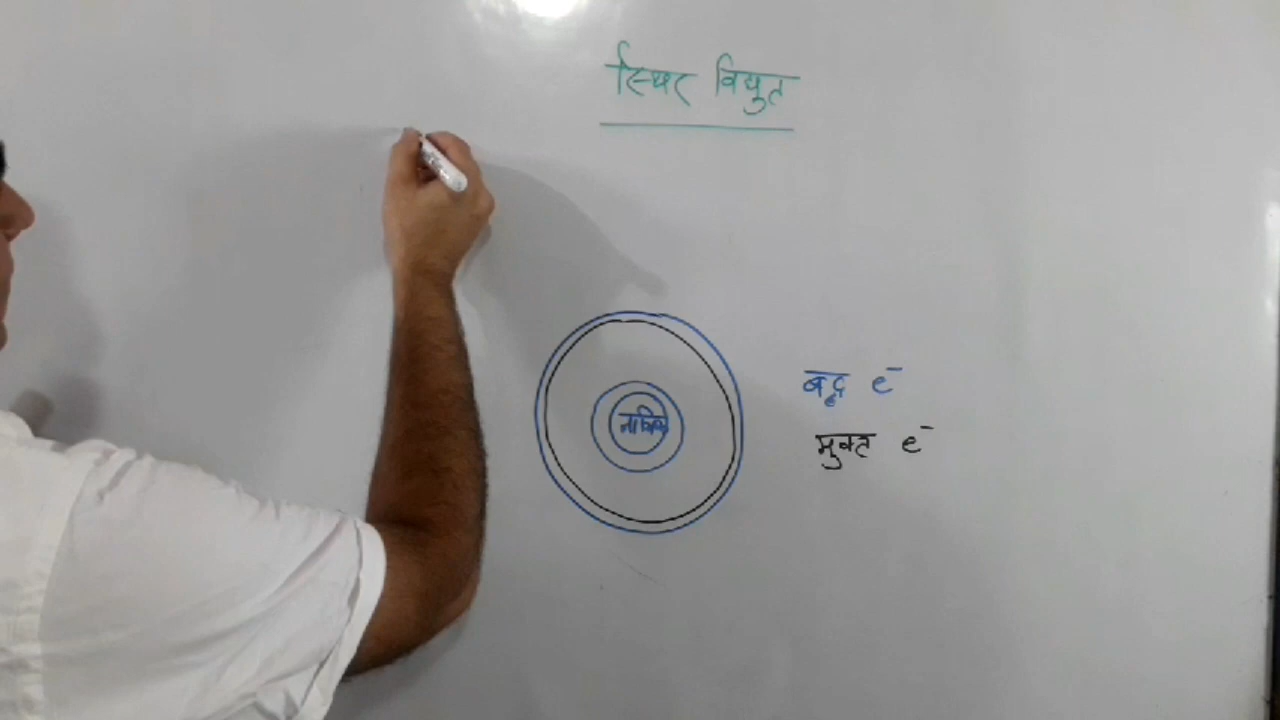 स्थिर विद्युत
नाभिक
बद्ध e⁻
मुक्त e⁻